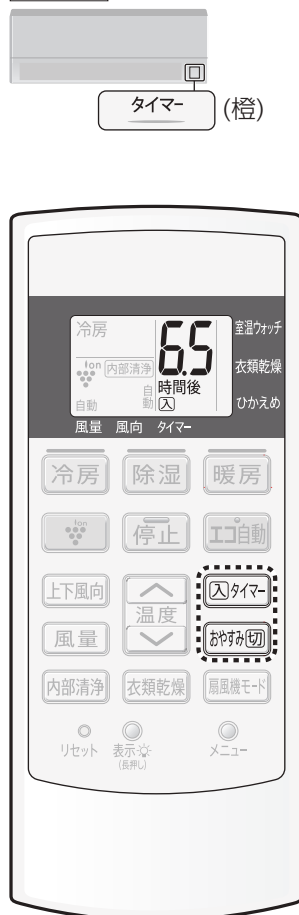 タイマー (橙)
冷房 6.5 室温ウォッチ
Ion 内部清浄 衣類乾燥
時間後
自動 自動 入 ひかえめ
風量 風向 タイマー
冷房 除湿 暖房
Ion 停止 エコ自動
上下風向 温度 入タイマー
風量 おやすみ切
内部清浄 衣類乾燥 扇風機モード
リセット 表示 メニュー
(長押し)